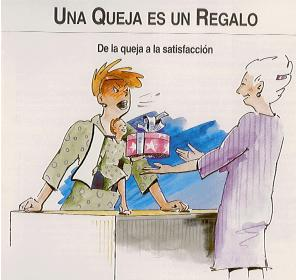 UNA QUEJA ES UN REGALO
De la queja a la satisfacción